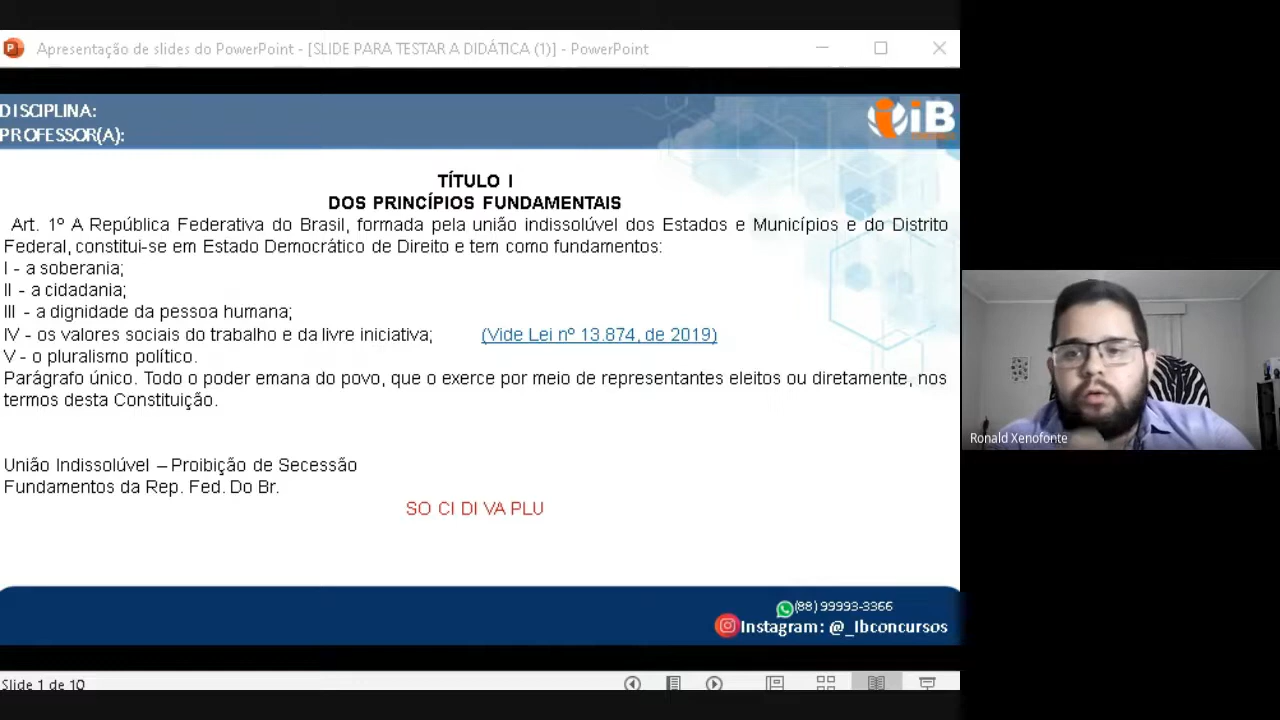 Apresentação de slides do PowerPoint - [SLIDE PARA TESTAR A DIDÁTICA (1)] - PowerPoint
DISCIPLINA:
PROFESSOR(A):
iB
TÍTULO I
DOS PRINCÍPIOS FUNDAMENTAIS
Art. 1º A República Federativa do Brasil, formada pela união indissolúvel dos Estados e Municípios e do Distrito
Federal, constitui-se em Estado Democrático de Direito e tem como fundamentos:
I - a soberania;
II - a cidadania;
III - a dignidade da pessoa humana;
IV - os valores sociais do trabalho e da livre iniciativa; (Vide Lei nº 13.874, de 2019)
V - o pluralismo político.
Parágrafo único. Todo o poder emana do povo, que o exerce por meio de representantes eleitos ou diretamente, nos
termos desta Constituição.
União Indissolúvel – Proibição de Secessão
Fundamentos da Rep. Fed. Do Br.
SO CI DI VA PLU
(88) 99993-3366
Instagram: @_Ibconcursos
Slide 1 de 10
Ronald Xenofonte